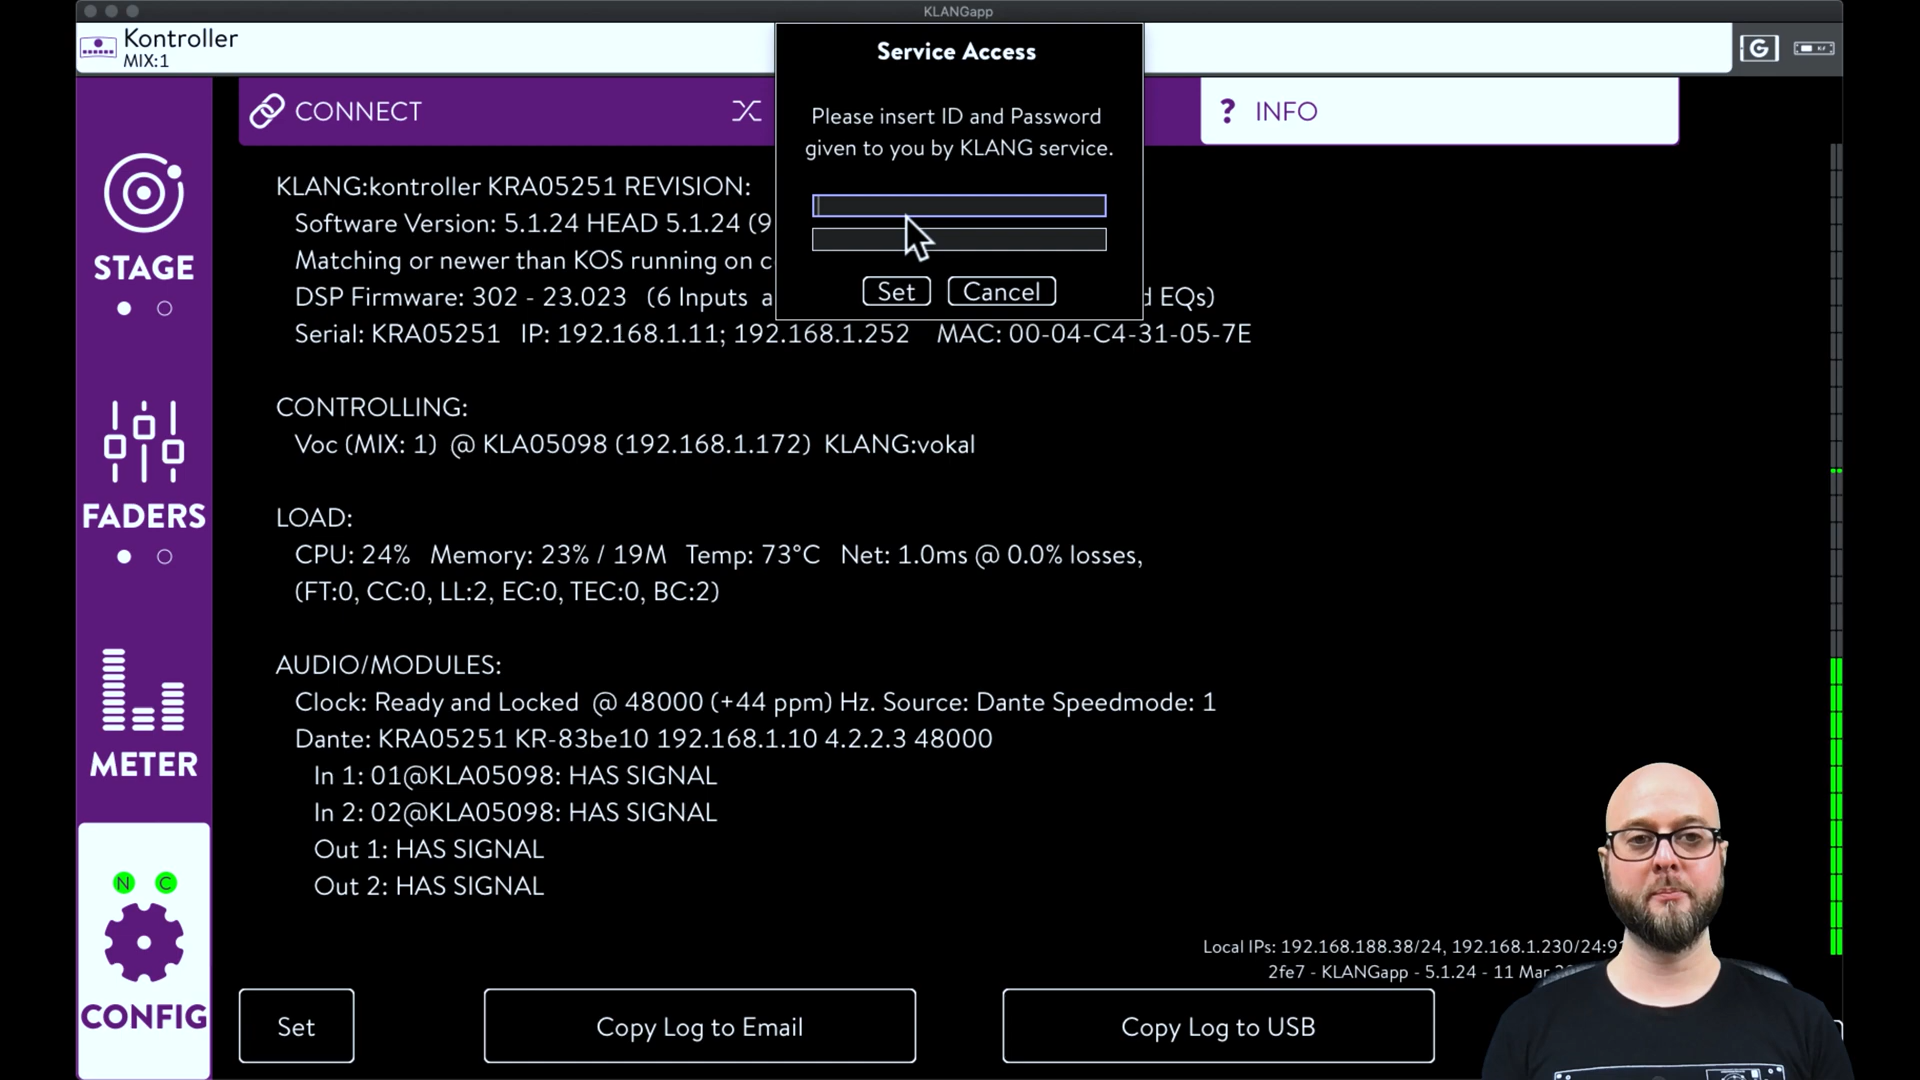 KLANGapp
Kontroller
MIX:1
G
Service Access
Please insert ID and Password
given to you by KLANG service.
Set
Cancel
CONNECT
? INFO
STAGE
FADERS
METER
N C
CONFIG
KLANG:kontroller KRA05251 REVISION:
Software Version: 5.1.24 HEAD 5.1.24 (9
Matching or newer than KOS running on c
DSP Firmware: 302 - 23.023 (6 Inputs a d EQs)
Serial: KRA05251 IP: 192.168.1.11; 192.168.1.252 MAC: 00-04-C4-31-05-7E
CONTROLLING:
Voc (MIX: 1) @ KLA05098 (192.168.1.172) KLANG:vokal
LOAD:
CPU: 24% Memory: 23% / 19M Temp: 73°C Net: 1.0ms @ 0.0% losses,
(FT:0, CC:0, LL:2, EC:0, TEC:0, BC:2)
AUDIO/MODULES:
Clock: Ready and Locked @ 48000 (+44 ppm) Hz. Source: Dante Speedmode: 1
Dante: KRA05251 KR-83be10 192.168.1.10 4.2.2.3 48000
In 1: 01@KLA05098: HAS SIGNAL
In 2: 02@KLA05098: HAS SIGNAL
Out 1: HAS SIGNAL
Out 2: HAS SIGNAL
Local IPs: 192.168.188.38/24, 192.168.1.230/24:9
2fe7 - KLANGapp - 5.1.24 - 11 Mar
Set
Copy Log to Email
Copy Log to USB